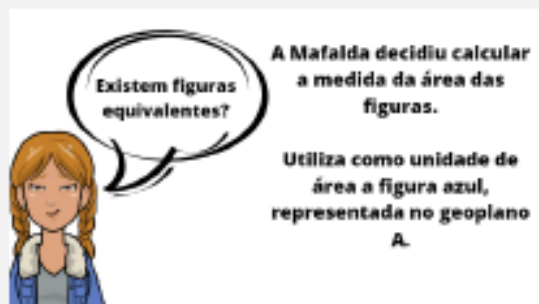 Existem figuras
equivalentes?
A Mafalda decidiu calcular
a medida da área das
figuras.
Utiliza como unidade de
área a figura azul,
representada no geoplano
A.